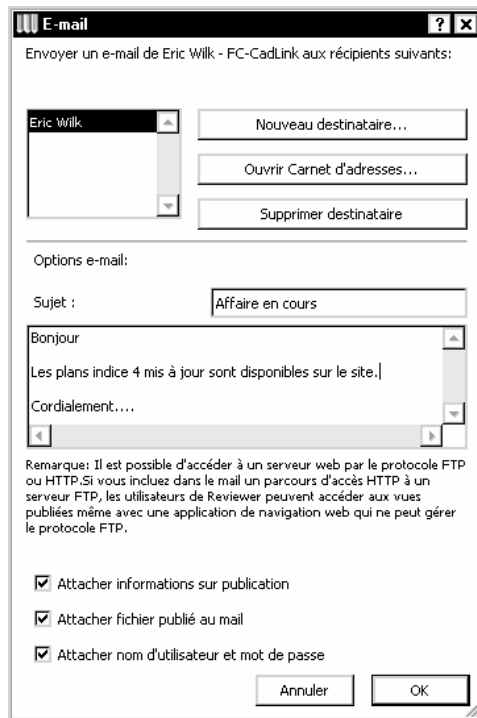 E-mail
Envoyer un e-mail de Eric Wilk - FC-CadLink aux récipients suivants:
Eric Wilk
Nouveau destinataire...
Ouvrir Carnet d'adresses...
Supprimer destinataire
Options e-mail:
Sujet :
Affaire en cours
Bonjour
Les plans indice 4 mis à jour sont disponibles sur le site.
Cordialement....
Remarque: Il est possible d'accéder à un serveur web par le protocole FTP
ou HTTP.Si vous incluez dans le mail un parcours d'accès HTTP à un
serveur FTP, les utilisateurs de Reviewer peuvent accéder aux vues
publiées même avec une application de navigation web qui ne peut gérer
le protocole FTP.
Attacher informations sur publication
Attacher fichier publié au mail
Attacher nom d'utilisateur et mot de passe
Annuler
OK